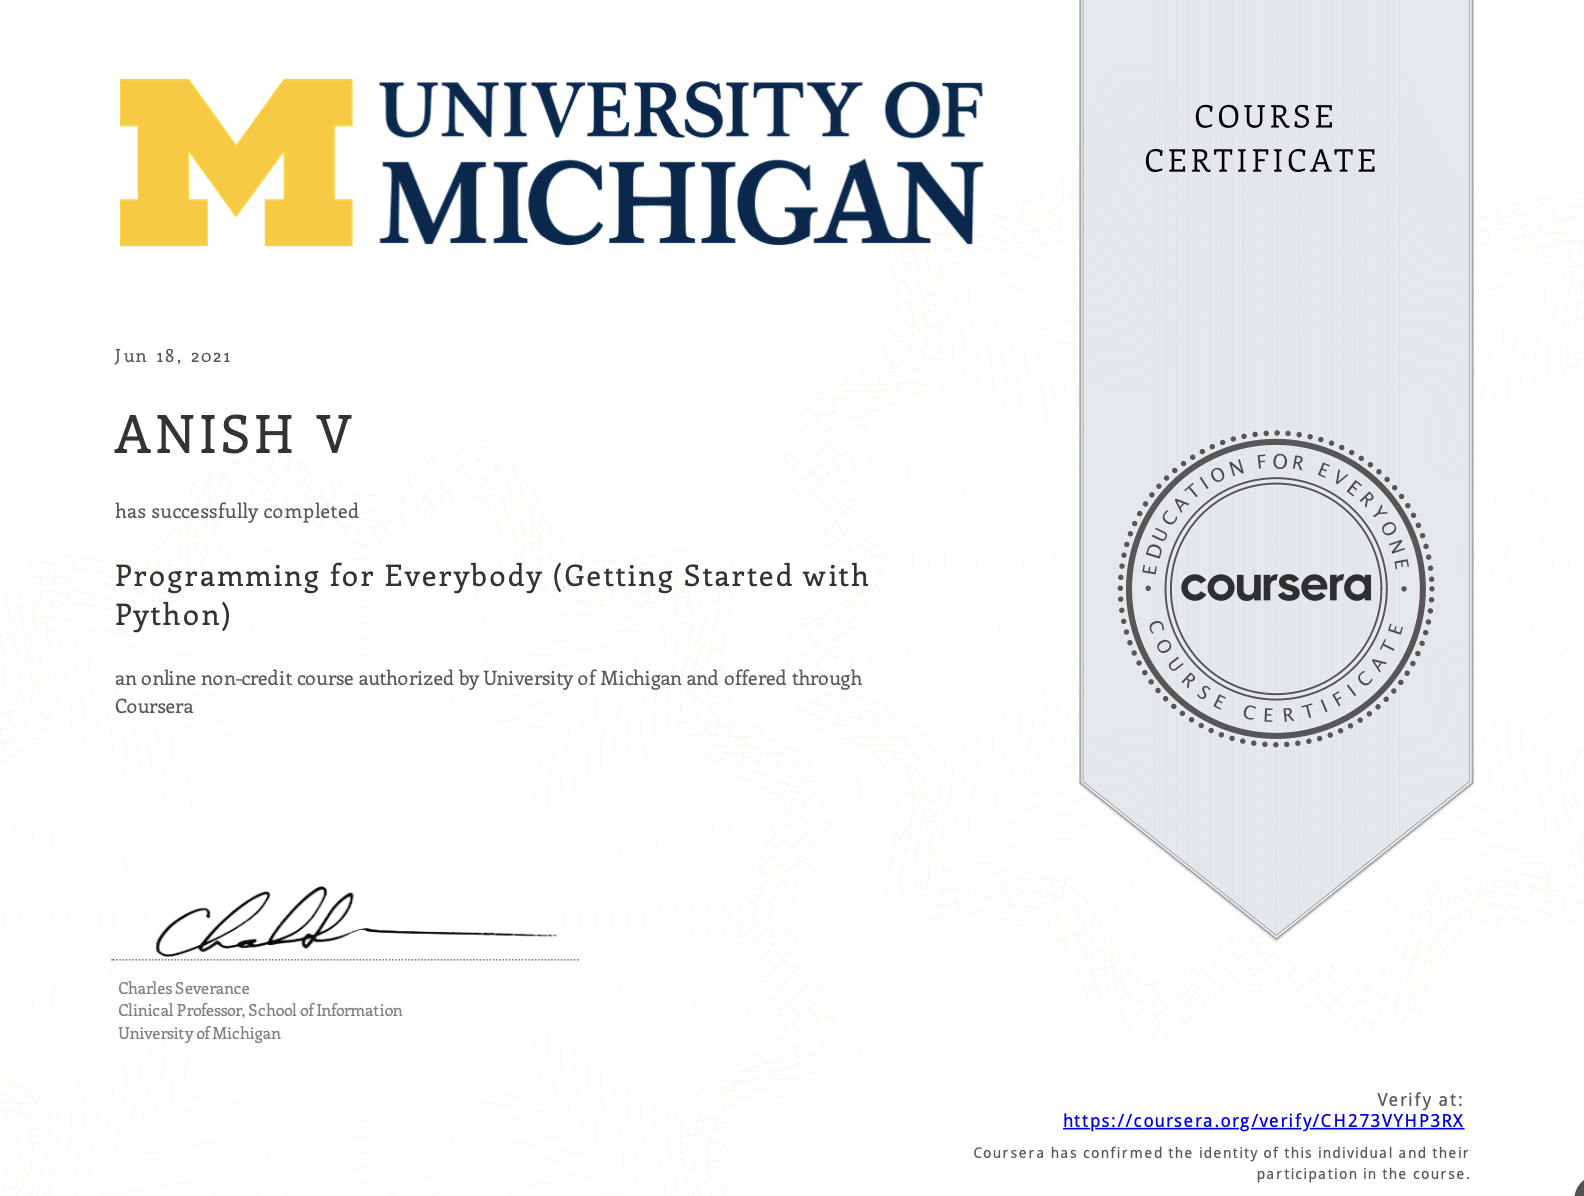 UNIVERSITY OF
MICHIGAN
COURSE
CERTIFICATE
Jun 18, 2021
ANISH V
has successfully completed
Programming for Everybody (Getting Started with
Python)
an online non-credit course authorized by University of Michigan and offered through
Coursera
EDUCATION FOR EVERYONE
coursera
COURSE CERTIFICATE
Charles Severance
Clinical Professor, School of Information
University of Michigan
Verify at:
https://coursera.org/verify/CH273VYHP3RX
Coursera has confirmed the identity of this individual and their
participation in the course.